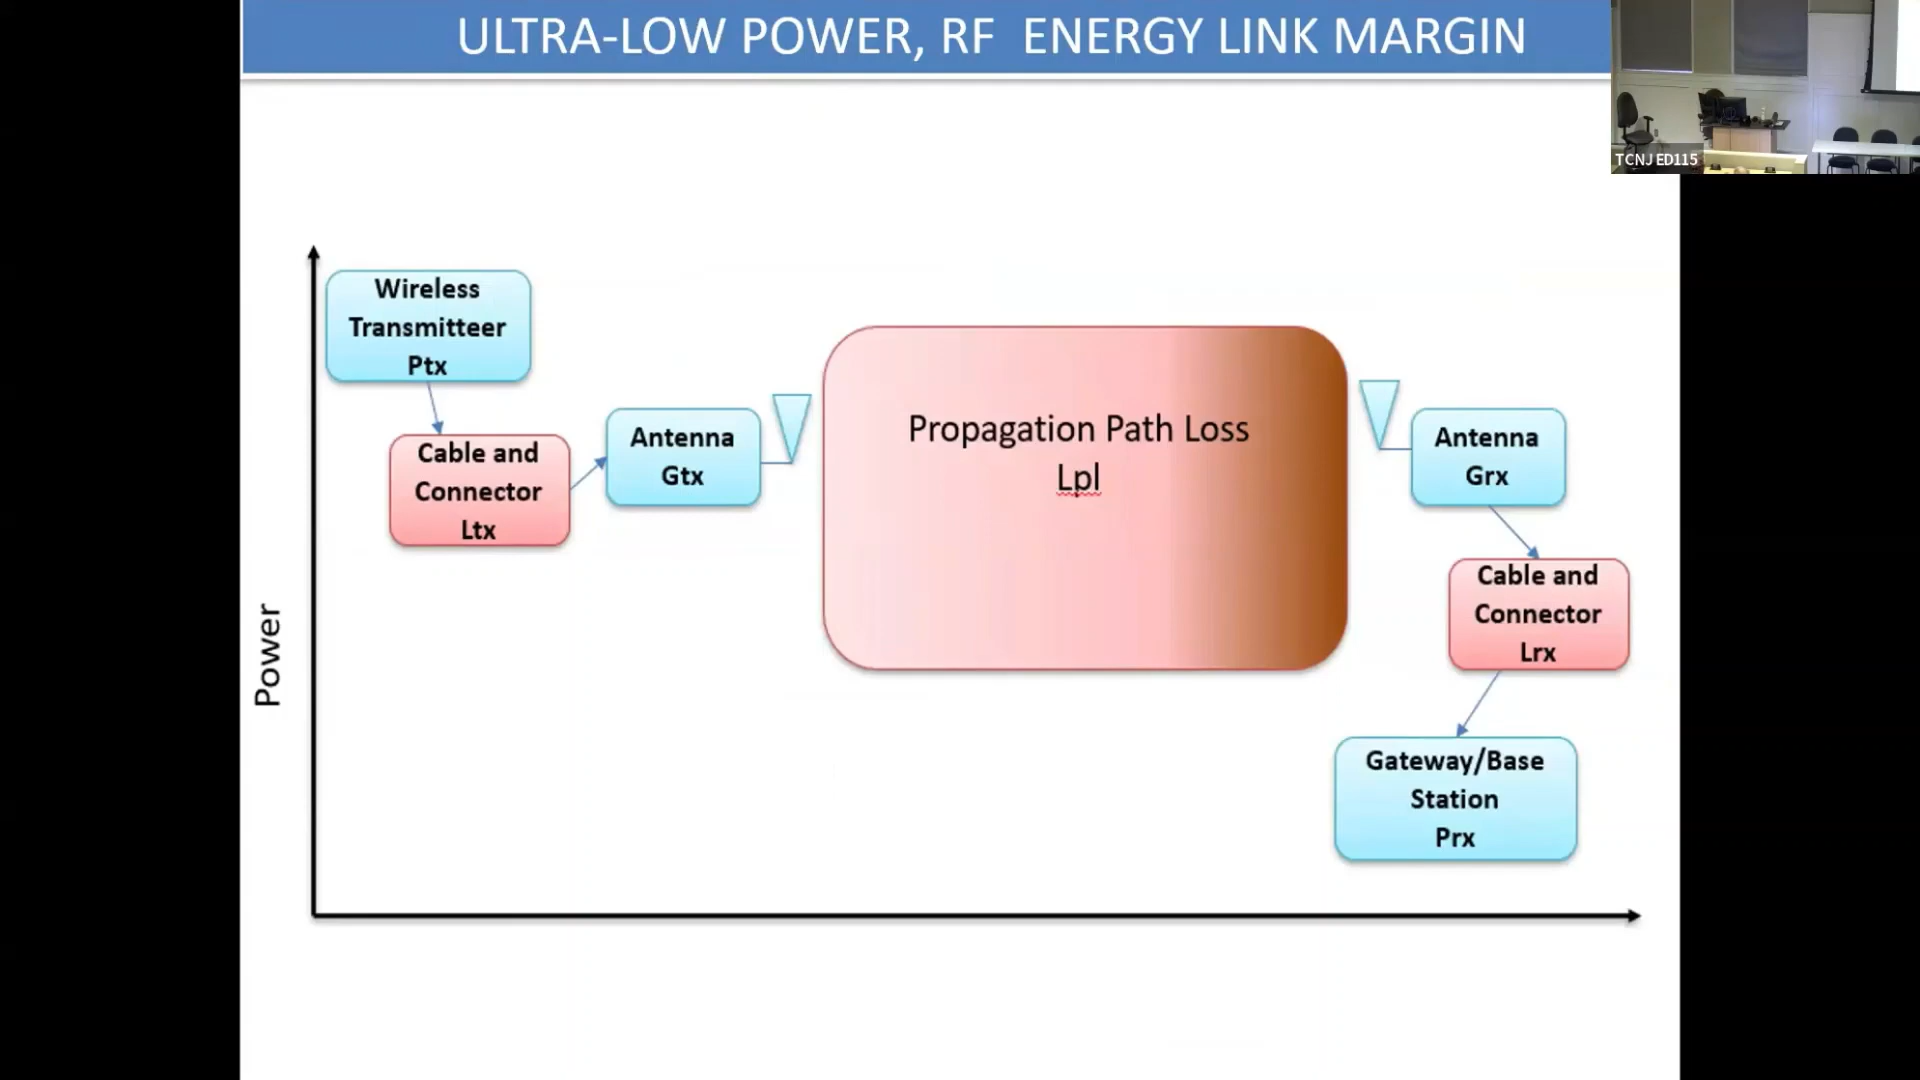 ULTRA-LOW POWER, RF ENERGY LINK MARGIN
TCNJ ED115
Wireless
Transmitteer
Ptx
Cable and
Connector
Ltx
Antenna
Gtx
Propagation Path Loss
Lpl
Antenna
Grx
Cable and
Connector
Lrx
Gateway/Base
Station
Prx
Power